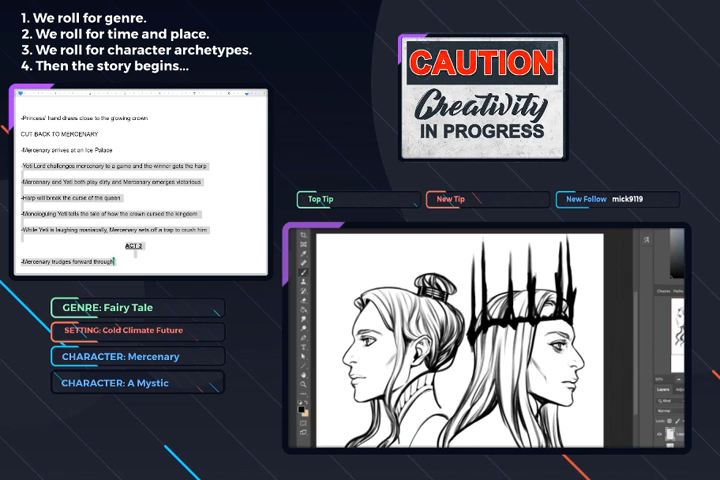 1. We roll for genre.
2. We roll for time and place.
3. We roll for character archetypes.
4. Then the story begins...
CAUTION
Creativity
IN PROGRESS
-Princess' hand draws close to the glowing crown
CUT BACK TO MERCENARY
-Mercenary arrives at an Ice Palace
-Yeti Lord challenges mercenary to a game and the winner gets the harp
-Mercenary and Yeti both play dirty and Mercenary emerges victorious
-Harp will break the curse of the queen
-Monologuing Yeti tells the tale of how the crown cursed the kingdom
-While Yeti is laughing maniacally, Mercenary sets off a trap to crush him
ACT 2
-Mercenary trudges forward through
Top Tip
New Tip
New Follow mick9119
GENRE: Fairy Tale
SETTING: Cold Climate Future
CHARACTER: Mercenary
CHARACTER: A Mystic